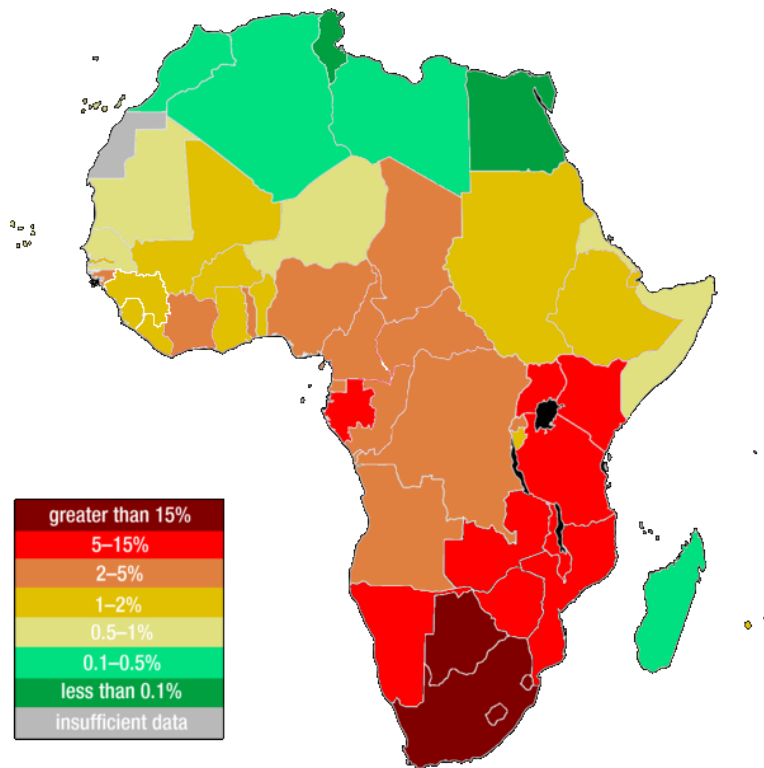 greater than 15%
5–15%
2–5%
1–2%
0.5–1%
0.1–0.5%
less than 0.1%
insufficient data